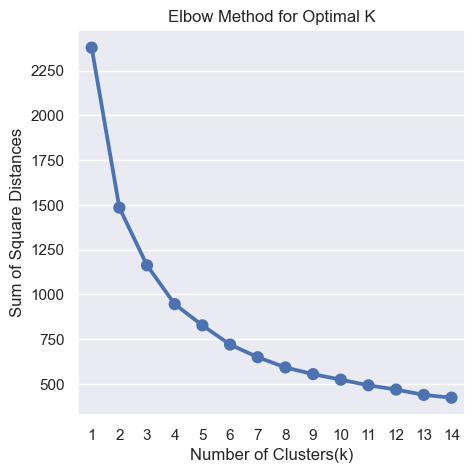 Elbow Method for Optimal K
Sum of Square Distances
2250
2000
1750
1500
1250
1000
750
500
1 2 3 4 5 6 7 8 9 10 11 12 13 14
Number of Clusters(k)